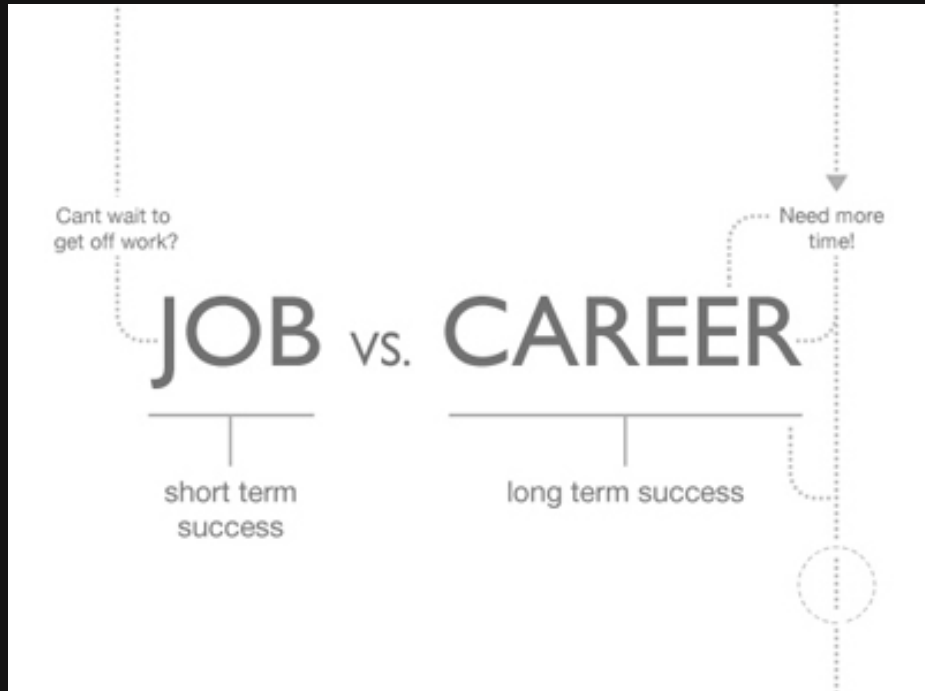 Cant wait to
get off work?
Need more
time!
JOB vs. CAREER
short term
success
long term success